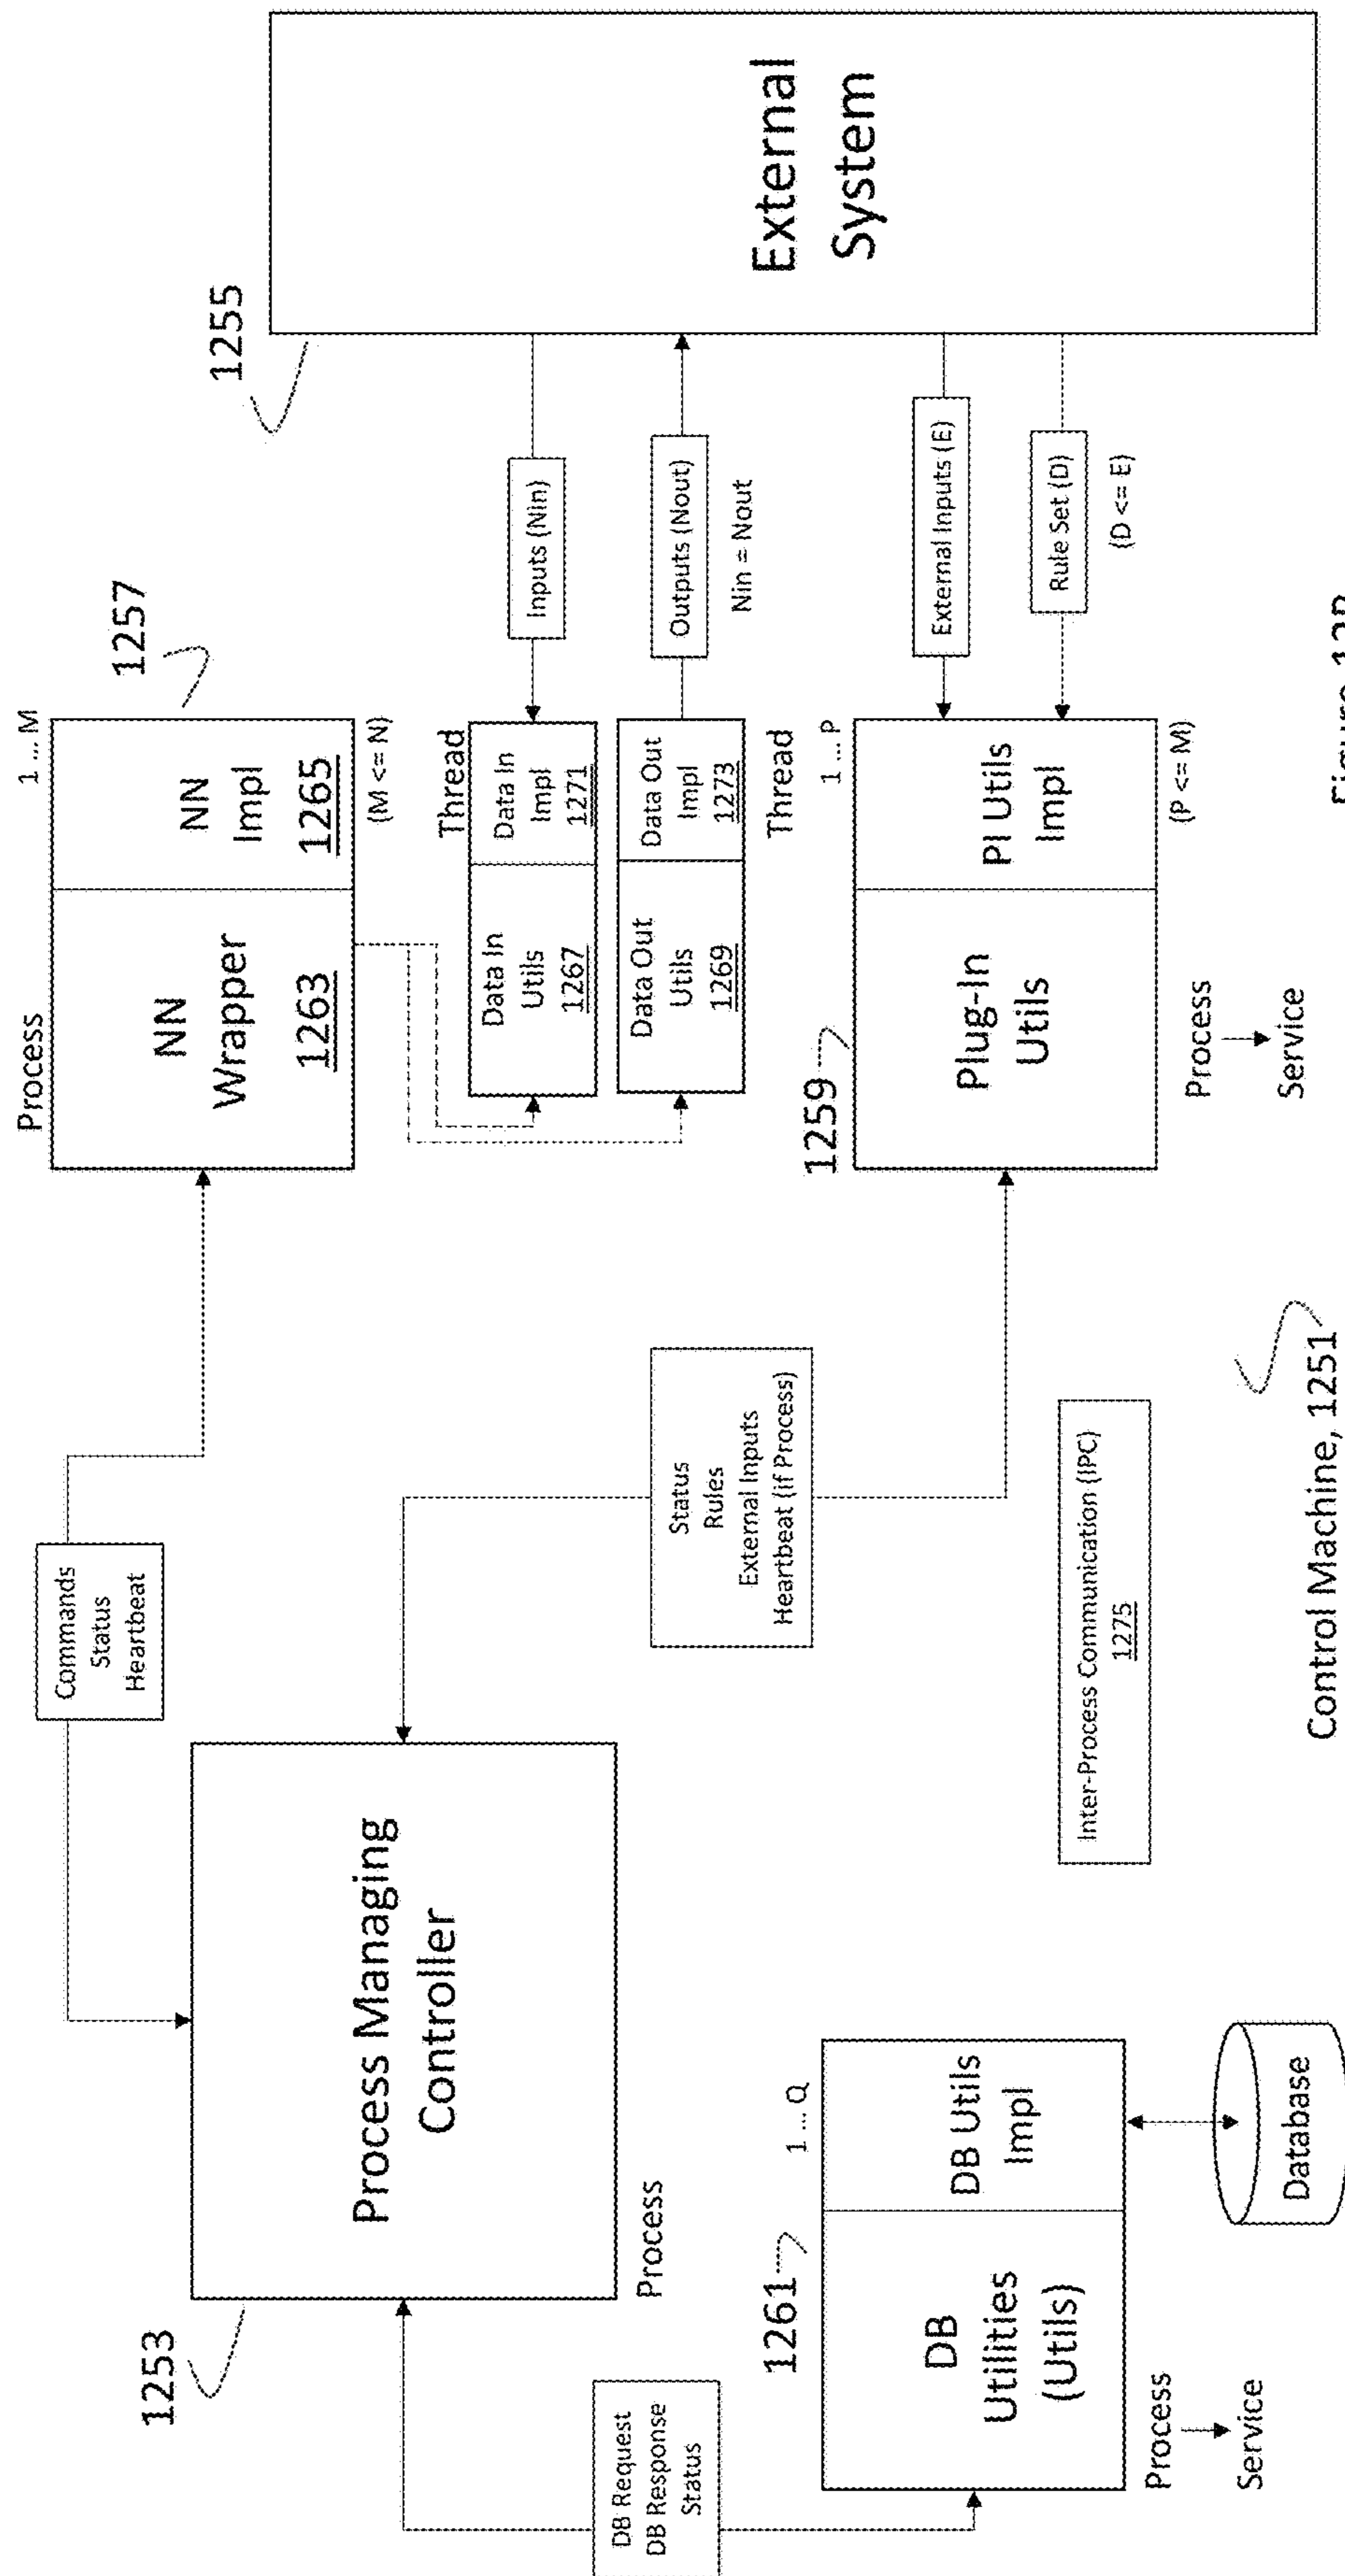 Commands
Status
Heartbeat
Process
1 ... M
1257
NN
Wrapper
1263
NN
Impl
1265
(M <= N)
1255
External
System
1253
Process Managing
Controller
Process
Thread
Data In
Utils
1267
Data In
Impl
1271
Inputs (Nin)
Data Out
Utils
1269
Data Out
Impl
1273
Outputs (Nout)
Nin = Nout
Thread
DB Request
DB Response
Status
Status
Rules
External Inputs
Heartbeat (if Process)
1261
1 ... Q
DB
Utilities
(Utils)
DB Utils
Impl
Process
Service
Database
1259
1 ... P
Plug-In
Utils
PI Utils
Impl
(P <= M)
Process
Service
External Inputs (E)
Rule Set (D)
(D <= E)
Inter-Process Communication (IPC)
1275
Control Machine, 1251